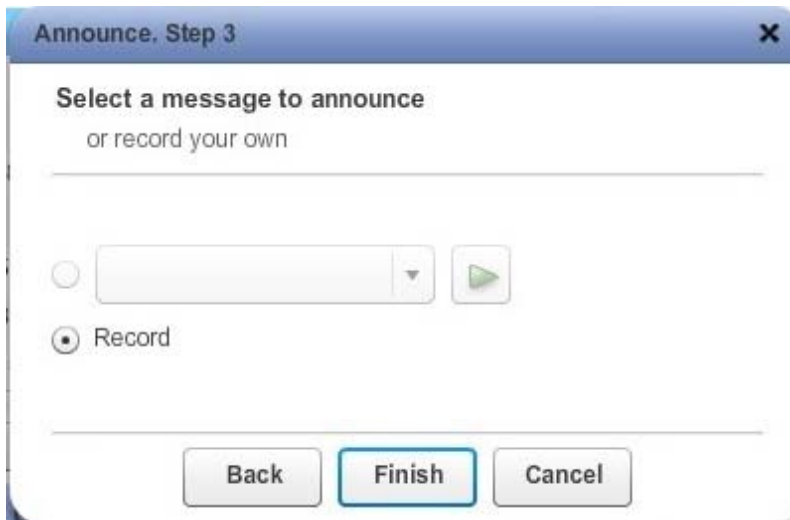 Announce, Step 3
Select a message to announce
or record your own
Record
Back Finish Cancel